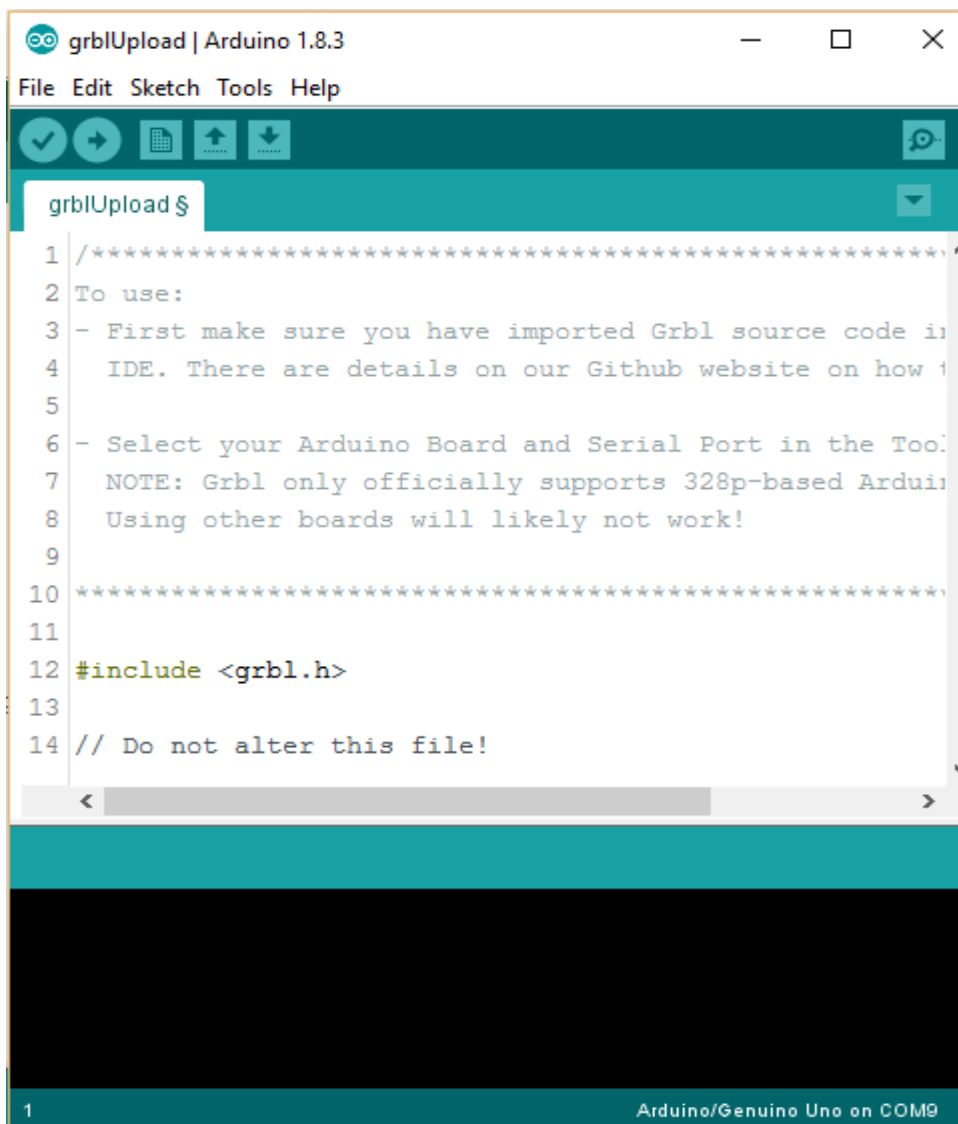 grblUpload | Arduino 1.8.3
File Edit Sketch Tools Help
grblUpload §
1 /******************************************************
2 To use:
3 - First make sure you have imported Grbl source code
4 IDE. There are details on our Github website on how
5
6 - Select your Arduino Board and Serial Port in the
7 NOTE: Grbl only officially supports 328p-based
8 Using other boards will likely not work!
9
10 *******************************************************
11
12 #include <grbl.h>
13
14 // Do not alter this file!
1 Arduino/Genuino Uno on COM9